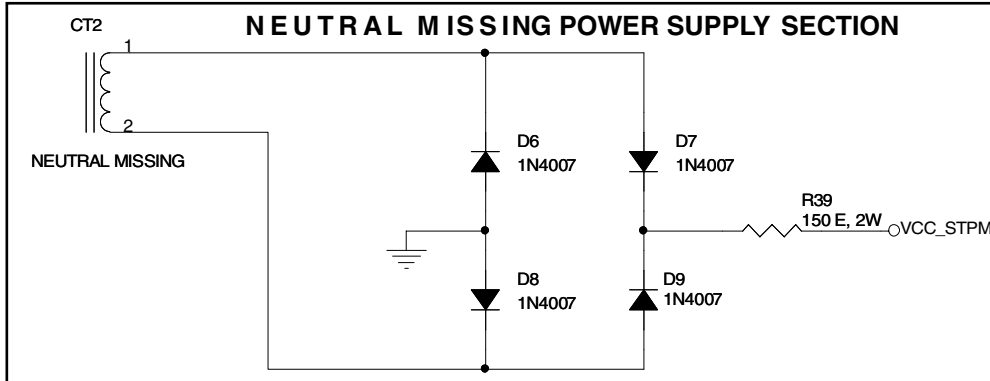 CT2
NEUTRAL MISSING POWER SUPPLY SECTION
1
2
NEUTRAL MISSING
D6
1N4007
D7
1N4007
R39
150 E, 2W
VCC_STPM
D8
1N4007
D9
1N4007